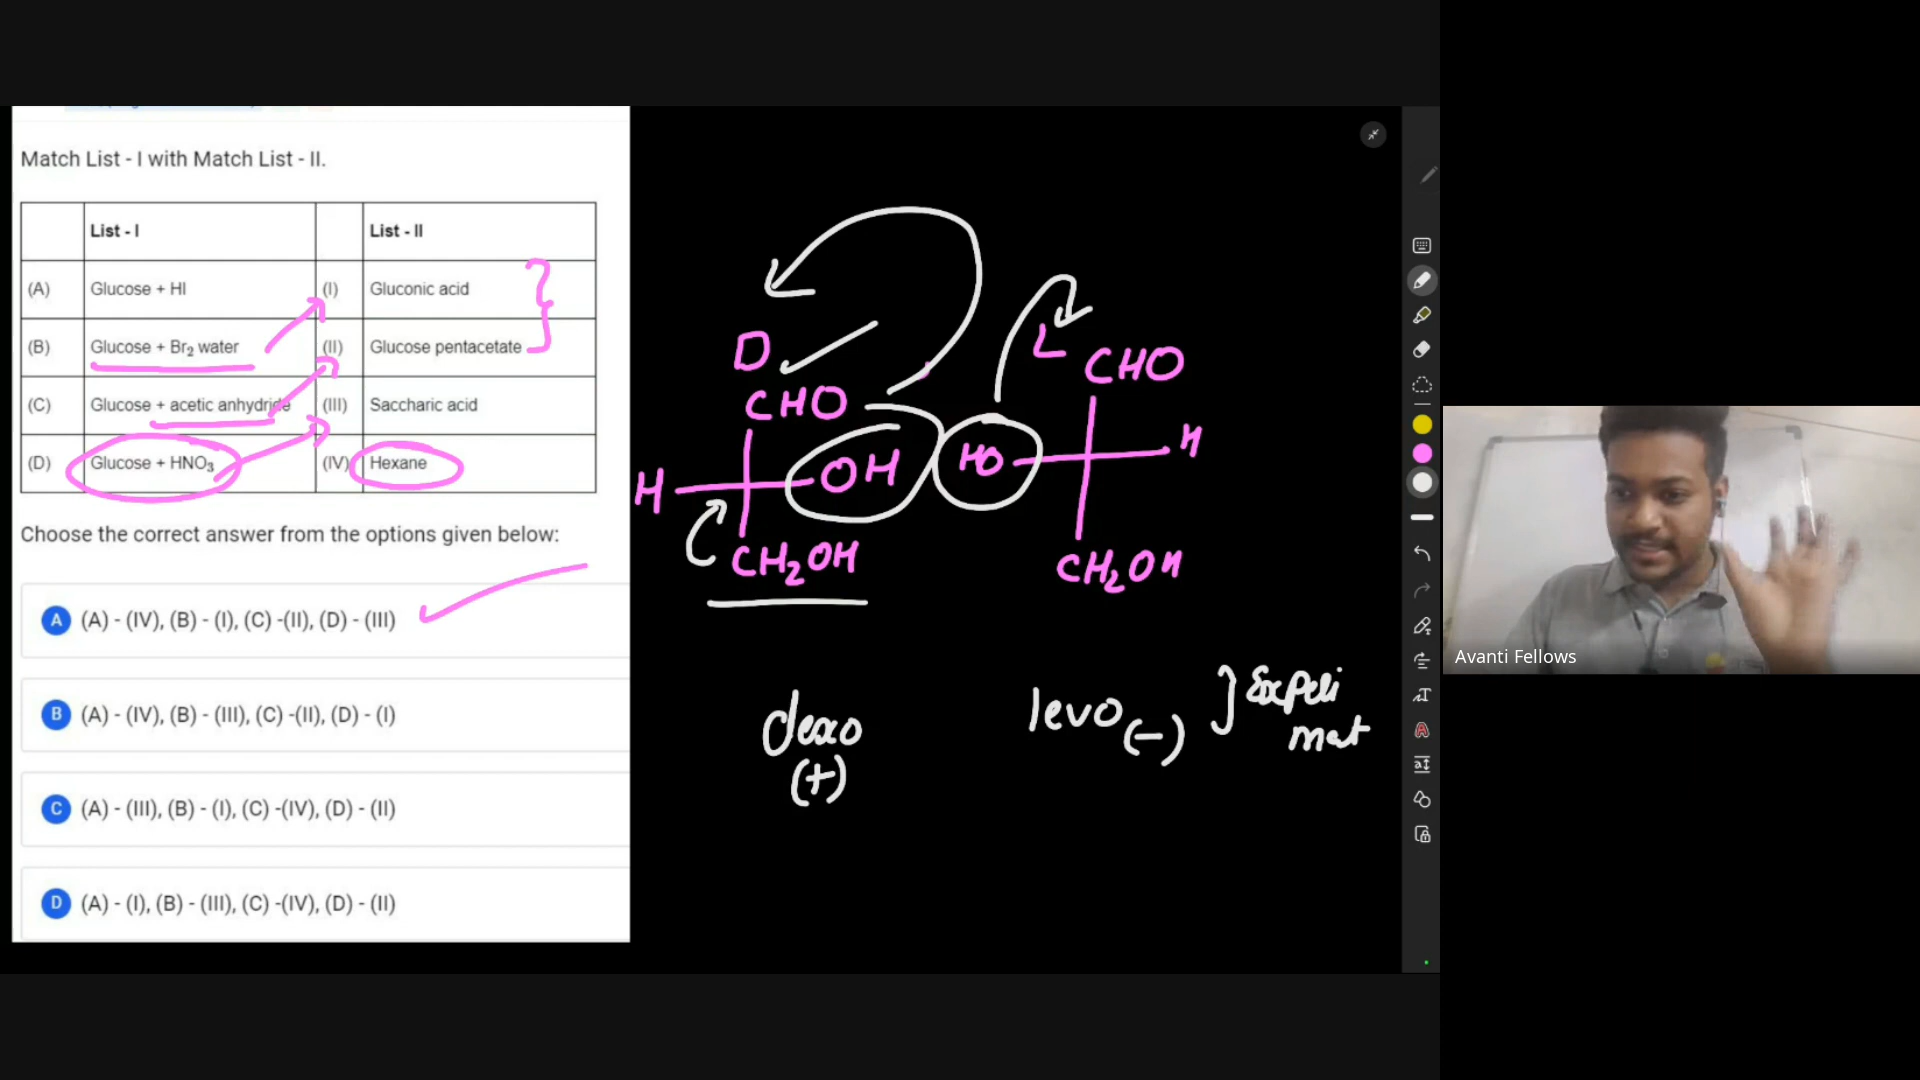 Match List - I with Match List - II.
List - I List - II
(A) Glucose + HI (I) Gluconic acid
(B) Glucose + Br2 water (II) Glucose pentacetate
(C) Glucose + acetic anhydride (III) Saccharic acid
(D) Glucose + HNO3 (IV) Hexane
Choose the correct answer from the options given below:
A (A) - (IV), (B) - (I), (C) -(II), (D) - (III)
B (A) - (IV), (B) - (III), (C) -(II), (D) - (I)
C (A) - (III), (B) - (I), (C) -(IV), (D) - (II)
D (A) - (I), (B) - (III), (C) -(IV), (D) - (II)
D
CHO
H OH
CH2OH
L
CHO
HO H
CH2OH
dexo
(+)
levo (-)
Expeli
mat
Avanti Fellows